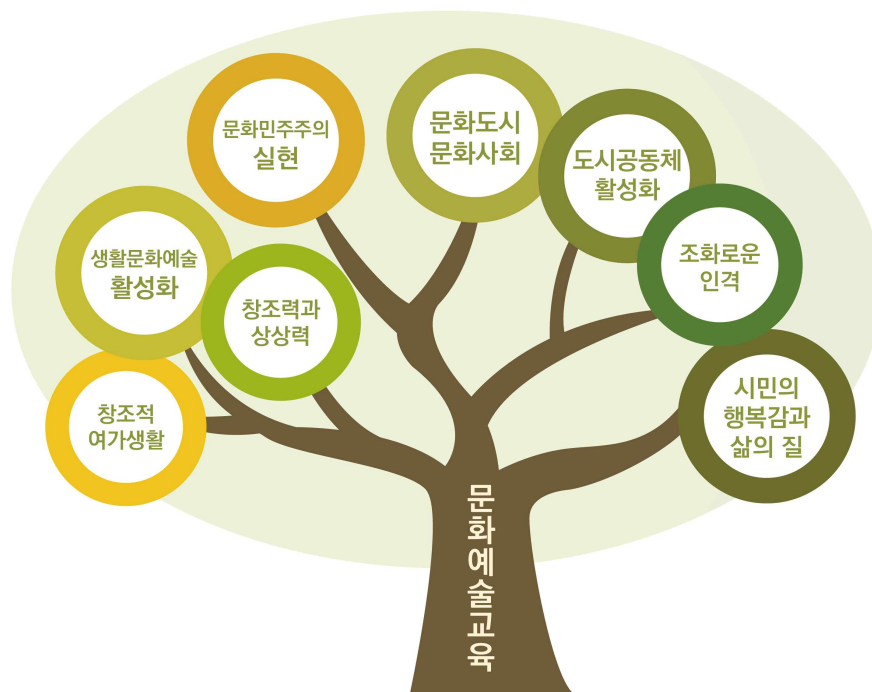 문화민주주의
실현
문화도시
문화사회
도시공동체
활성화
생활문화예술
활성화
창조력과
상상력
조화로운
인격
창조적
여가생활
시민의
행복감과
삶의 질
문화예술교육